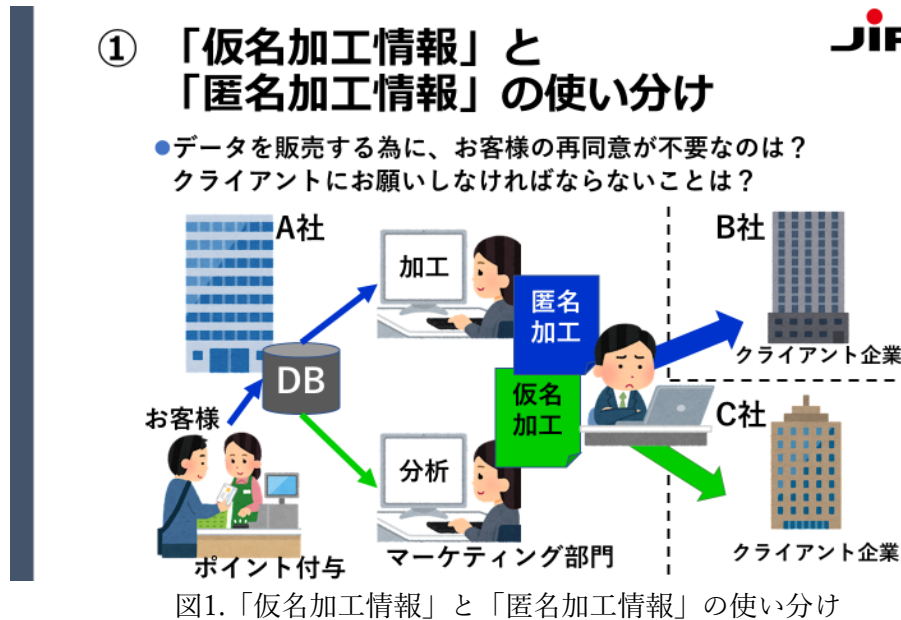 ① 「仮名加工情報」と
「匿名加工情報」の使い分け
●データを販売する為に、お客様の再同意が不要なのは？
クライアントにお願いしなければならないことは？
A社
加工
匿名
加工
B社
クライアント企業
DB
お客様
仮名
加工
C社
分析
クライアント企業
ポイント付与
マーケティング部門
図1.「仮名加工情報」と「匿名加工情報」の使い分け